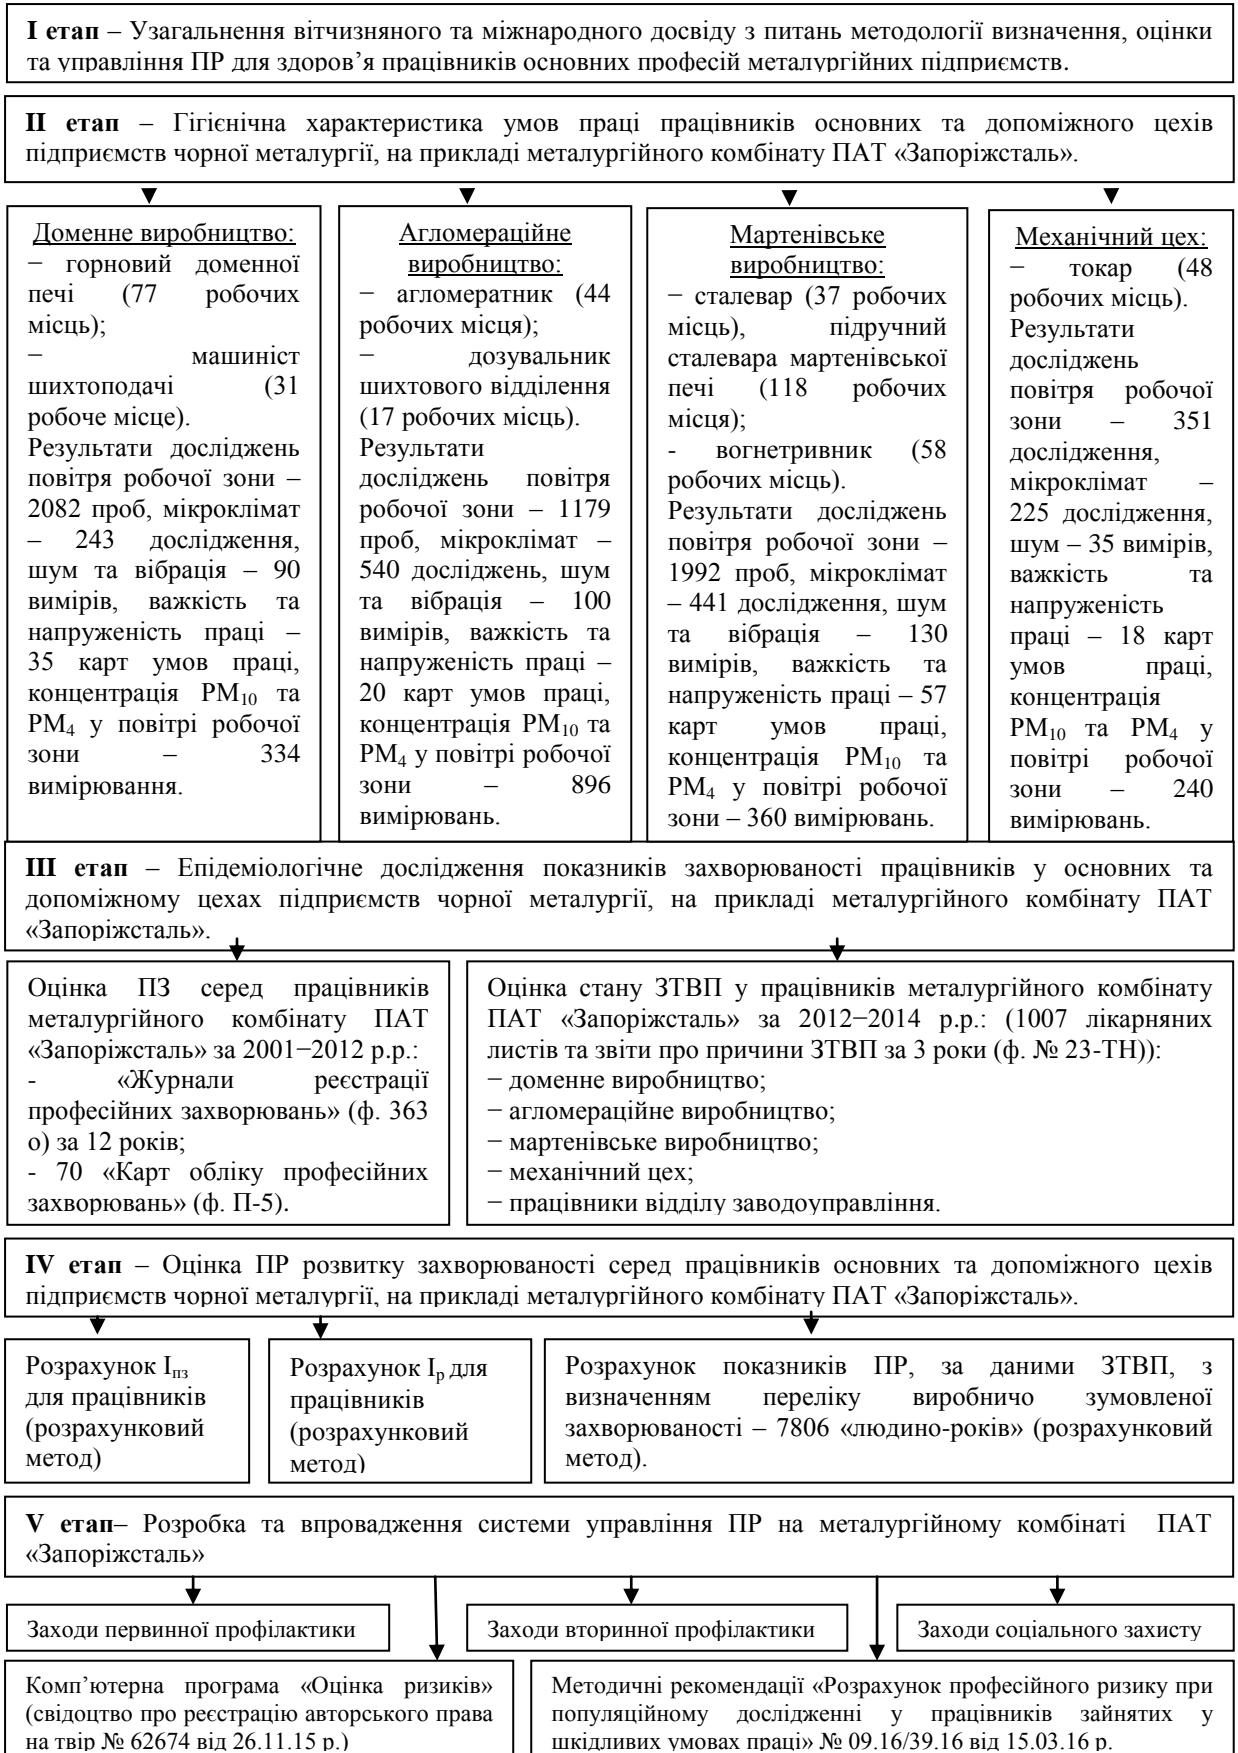 I етап – Узагальнення вітчизняного та міжнародного досвіду з питань методології визначення, оцінки
та управління ПР для здоров’я працівників основних професій металургійних підприємств.
II етап – Гігієнічна характеристика умов праці працівників основних та допоміжного цехів
підприємств чорної металургії, на прикладі металургійного комбінату ПАТ «Запоріжсталь».
Доменне виробництво:
− горновий доменної
печі (77 робочих
місць);
− машиніст
шихтоподачі (31
робоче місце).
Результати досліджень
повітря робочої зони –
2082 проб, мікроклімат
– 243 дослідження,
шум та вібрація – 90
вимірів, важкість та
напруженість праці –
35 карт умов праці,
концентрація PM10 та
PM4 у повітрі робочої
зони – 334
вимірювання.
Агломераційне
виробництво:
− агломератник (44
робочих місця);
− дозувальник
шихтового відділення
(17 робочих місць).
Результати
досліджень повітря
робочої зони – 1179
проб, мікроклімат –
540 досліджень, шум
та вібрація – 100
вимірів, важкість та
напруженість праці –
20 карт умов праці,
концентрація PM10 та
PM4 у повітрі робочої
зони – 896
вимірювань.
Мартенівське
виробництво:
− сталевар (37 робочих
місць), підручний
сталевара мартенівської
печі (118 робочих
місця);
- вогнетривник (58
робочих місць).
Результати досліджень
повітря робочої зони –
1992 проб, мікроклімат
– 441 дослідження, шум
та вібрація – 130
вимірів, важкість та
напруженість праці – 57
карт умов праці,
концентрація PM10 та
PM4 у повітрі робочої
зони – 360 вимірювань.
Механічний цех:
− токар (48
робочих місць).
Результати
досліджень
повітря робочої
зони – 351
дослідження,
мікроклімат –
225 дослідження,
шум – 35 вимірів,
важкість та
напруженість
праці – 18 карт
умов праці,
концентрація
PM10 та PM4 у
повітрі робочої
зони – 240
вимірювань.
III етап – Епідеміологічне дослідження показників захворюваності працівників у основних та
допоміжному цехах підприємств чорної металургії, на прикладі металургійного комбінату ПАТ
«Запоріжсталь».
Оцінка ПЗ серед працівників
металургійного комбінату ПАТ
«Запоріжсталь» за 2001−2012 р.р.:
- «Журнали реєстрації
професійних захворювань» (ф. 363
о) за 12 років;
- 70 «Карт обліку професійних
захворювань» (ф. П-5).
Оцінка стану ЗТВП у працівників металургійного комбінату
ПАТ «Запоріжсталь» за 2012−2014 р.р.: (1007 лікарняних
листів та звіти про причини ЗТВП за 3 роки (ф. № 23-ТН)):
− доменне виробництво;
− агломераційне виробництво;
− мартенівське виробництво;
− механічний цех;
− працівники відділу заводоуправління.
IV етап – Оцінка ПР розвитку захворюваності серед працівників основних та допоміжного цехів
підприємств чорної металургії, на прикладі металургійного комбінату ПАТ «Запоріжсталь».
Розрахунок Iпз
для працівників
(розрахунковий
метод)
Розрахунок Iр для
працівників
(розрахунковий
метод)
Розрахунок показників ПР, за даними ЗТВП, з
визначенням переліку виробничо зумовленої
захворюваності – 7806 «людино-років» (розрахунковий
метод).
V етап– Розробка та впровадження системи управління ПР на металургійному комбінаті ПАТ
«Запоріжсталь»
Заходи первинної профілактики
Заходи вторинної профілактики
Заходи соціального захисту
Комп’ютерна програма «Оцінка ризиків»
(свідоцтво про реєстрацію авторського права
на твір № 62674 від 26.11.15 р.)
Методичні рекомендації «Розрахунок професійного ризику при
популяційному дослідженні у працівників зайнятих у
шкідливих умовах праці» № 09.16/39.16 від 15.03.16 р.